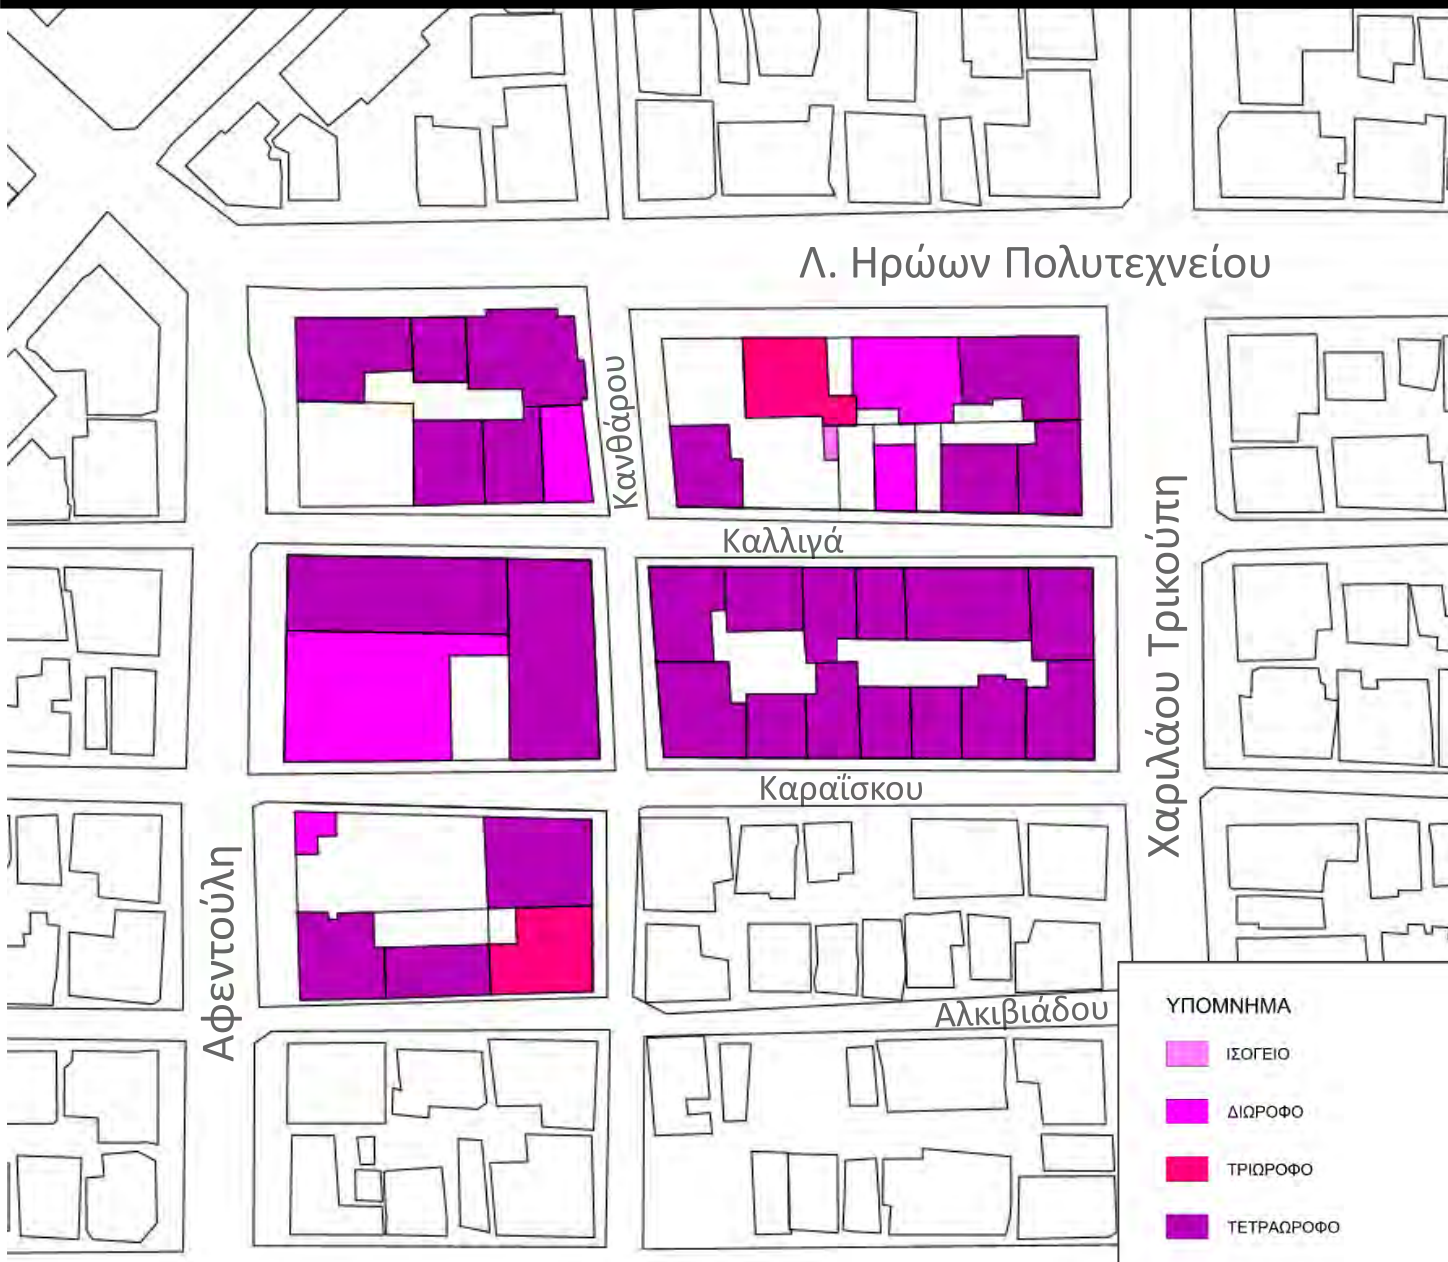 Λ. Ηρώων Πολυτεχνείου
Κανθάρου
Καλλιγά
Χαριλάου Τρικούπη
Καραΐσκου
Αφεντούλη
Αλκιβιάδου
ΥΠΟΜΝΗΜΑ
ΙΣΟΓΕΙΟ
ΔΙΩΡΟΦΟ
ΤΡΙΩΡΟΦΟ
ΤΕΤΡΑΩΡΟΦΟ